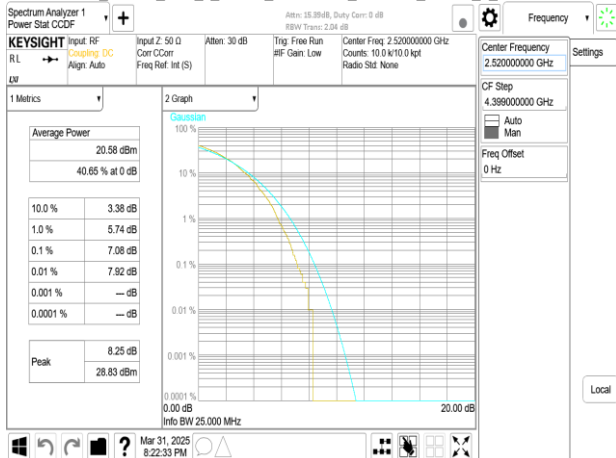 Spectrum Analyzer 1
Power Stat CCDF
Attn: 15.39dB, Duty Corr: 0 dB
RBW Trans: 2.04 dB
Frequency
KEYSIGHT
RL
LXI
Input: RF
Coupling: DC
Align: Auto
Input Z: 50 Ω
Corr CCorr
Freq Ref: Int (S)
Atten: 30 dB
Trig: Free Run
#IF Gain: Low
Center Freq: 2.520000000 GHz
Counts: 10.0 k/10.0 kpt
Radio Std: None
Center Frequency
2.520000000 GHz
Settings
CF Step
4.399000000 GHz
Auto
Man
Freq Offset
0 Hz
Local
1 Metrics
Average Power
20.58 dBm
40.65 % at 0 dB
10.0 % 3.38 dB
1.0 % 5.74 dB
0.1 % 7.08 dB
0.01 % 7.92 dB
0.001 % --- dB
0.0001 % --- dB
Peak
8.25 dB
28.83 dBm
2 Graph
Gaussian
100 %
10 %
1 %
0.1 %
0.01 %
0.001 %
0.0001 %
0.00 dB 20.00 dB
Info BW 25.000 MHz
?
Mar 31, 2025
8:22:33 PM